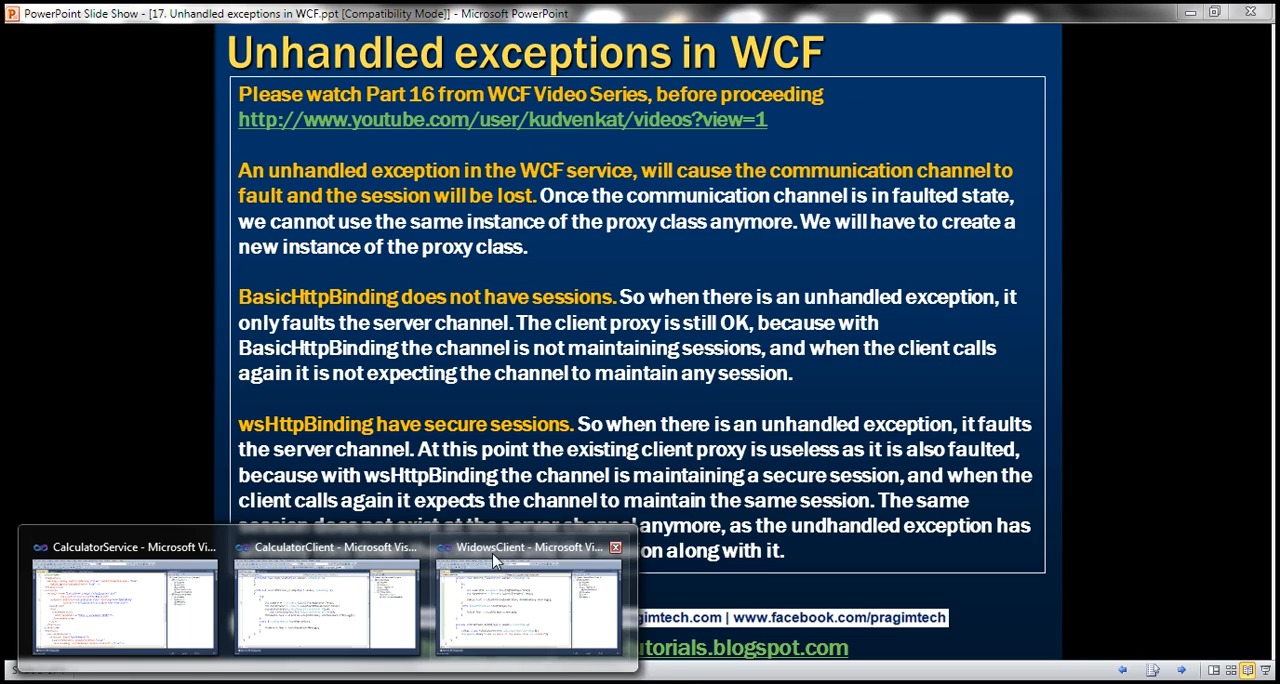 PowerPoint Slide Show - [17. Unhandled exceptions in WCF.ppt [Compatibility Mode]] - Microsoft PowerPoint
Unhandled exceptions in WCF
Please watch Part 16 from WCF Video Series, before proceeding
http://www.youtube.com/user/kudvenkat/videos?view=1
An unhandled exception in the WCF service, will cause the communication channel to
fault and the session will be lost. Once the communication channel is in faulted state,
we cannot use the same instance of the proxy class anymore. We will have to create a
new instance of the proxy class.
BasicHttpBinding does not have sessions. So when there is an unhandled exception, it
only faults the server channel. The client proxy is still OK, because with
BasicHttpBinding the channel is not maintaining sessions, and when the client calls
again it is not expecting the channel to maintain any session.
wsHttpBinding have secure sessions. So when there is an unhandled exception, it faults
the server channel. At this point the existing client proxy is useless as it is also faulted,
because with wsHttpBinding the channel is maintaining a secure session, and when the
client calls again it expects the channel to maintain the same session. The same
session does not exist at the server channel anymore, as the undhandled exception has
on along with it.
CalculatorService - Microsoft Vi...
CalculatorClient - Microsoft Vis...
WidowsClient - Microsoft Vi...
gimtech.com | www.facebook.com/pragimtech
utorials.blogspot.com